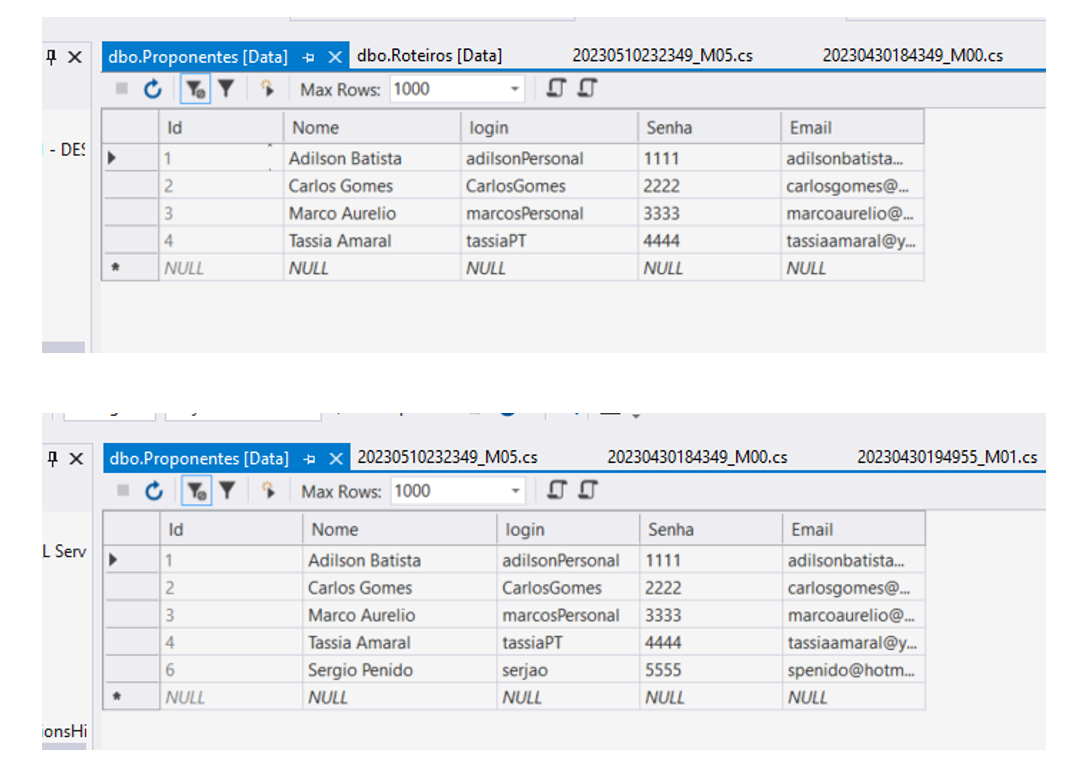 dbo.Proponentes [Data] dbo.Roteiros [Data] 20230510232349_M05.cs 20230430184349_M00.cs
Max Rows: 1000
Id Nome login Senha Email
- DES
1 Adilson Batista adilsonPersonal 1111 adilsonbatista...
2 Carlos Gomes CarlosGomes 2222 carlosgomes@...
3 Marco Aurelio marcosPersonal 3333 marcoaurelio@...
4 Tassia Amaral tassiaPT 4444 tassiaamaral@y...
* NULL NULL NULL NULL NULL
dbo.Proponentes [Data] 20230510232349_M05.cs 20230430184349_M00.cs 20230430194955_M01.cs
Max Rows: 1000
Id Nome login Senha Email
L Serv
1 Adilson Batista adilsonPersonal 1111 adilsonbatista...
2 Carlos Gomes CarlosGomes 2222 carlosgomes@...
3 Marco Aurelio marcosPersonal 3333 marcoaurelio@...
4 Tassia Amaral tassiaPT 4444 tassiaamaral@y...
6 Sergio Penido serjao 5555 spenido@hotm...
* NULL NULL NULL NULL NULL
ionsHi